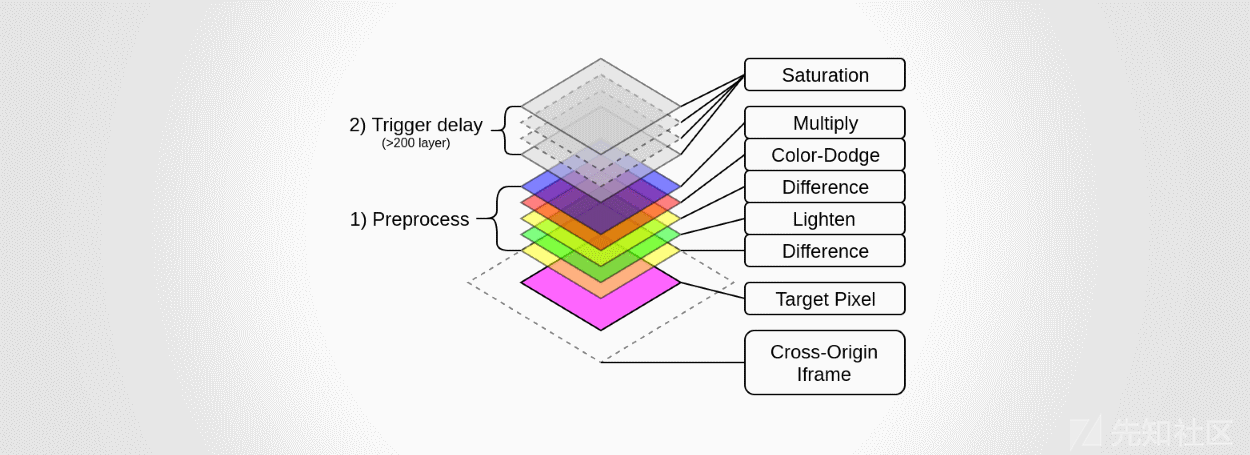 2) Trigger delay
(>200 layer)
1) Preprocess
Saturation
Multiply
Color-Dodge
Difference
Lighten
Difference
Target Pixel
Cross-Origin
Iframe
先知社区